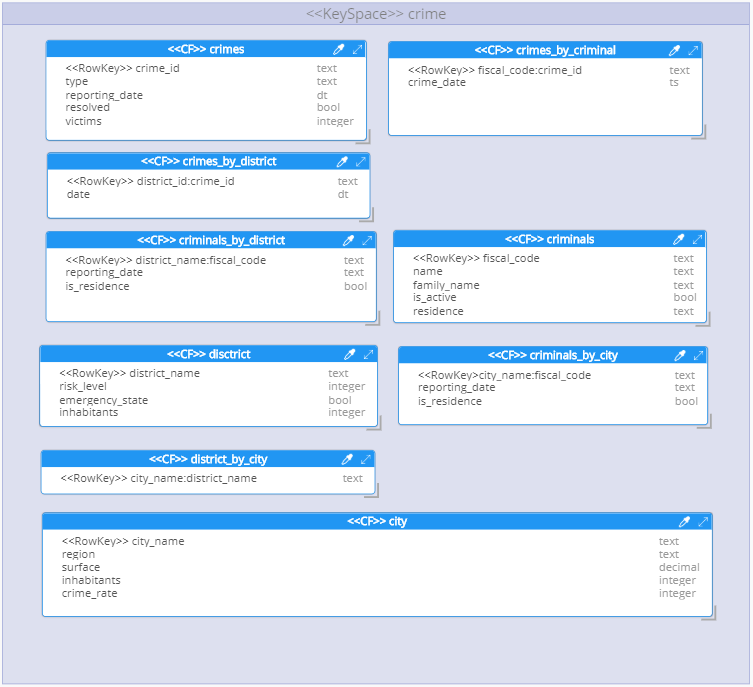 <<KeySpace>> crime
<<CF>> crimes
<<RowKey>> crime_id text
type text
reporting_date dt
resolved bool
victims integer
<<CF>> crimes_by_criminal
<<RowKey>> fiscal_code:crime_id text
crime_date ts
<<CF>> crimes_by_district
<<RowKey>> district_id:crime_id text
date dt
<<CF>> criminals_by_district
<<RowKey>> district_name:fiscal_code text
reporting_date text
is_residence bool
<<CF>> criminals
<<RowKey>> fiscal_code text
name text
family_name text
is_active bool
residence text
<<CF>> disctrict
<<RowKey>> district_name text
risk_level integer
emergency_state bool
inhabitants integer
<<CF>> criminals_by_city
<<RowKey>city_name:fiscal_code text
reporting_date text
is_residence bool
<<CF>> district_by_city
<<RowKey>> city_name:district_name text
<<CF>> city
<<RowKey>> city_name text
region text
surface decimal
inhabitants integer
crime_rate integer